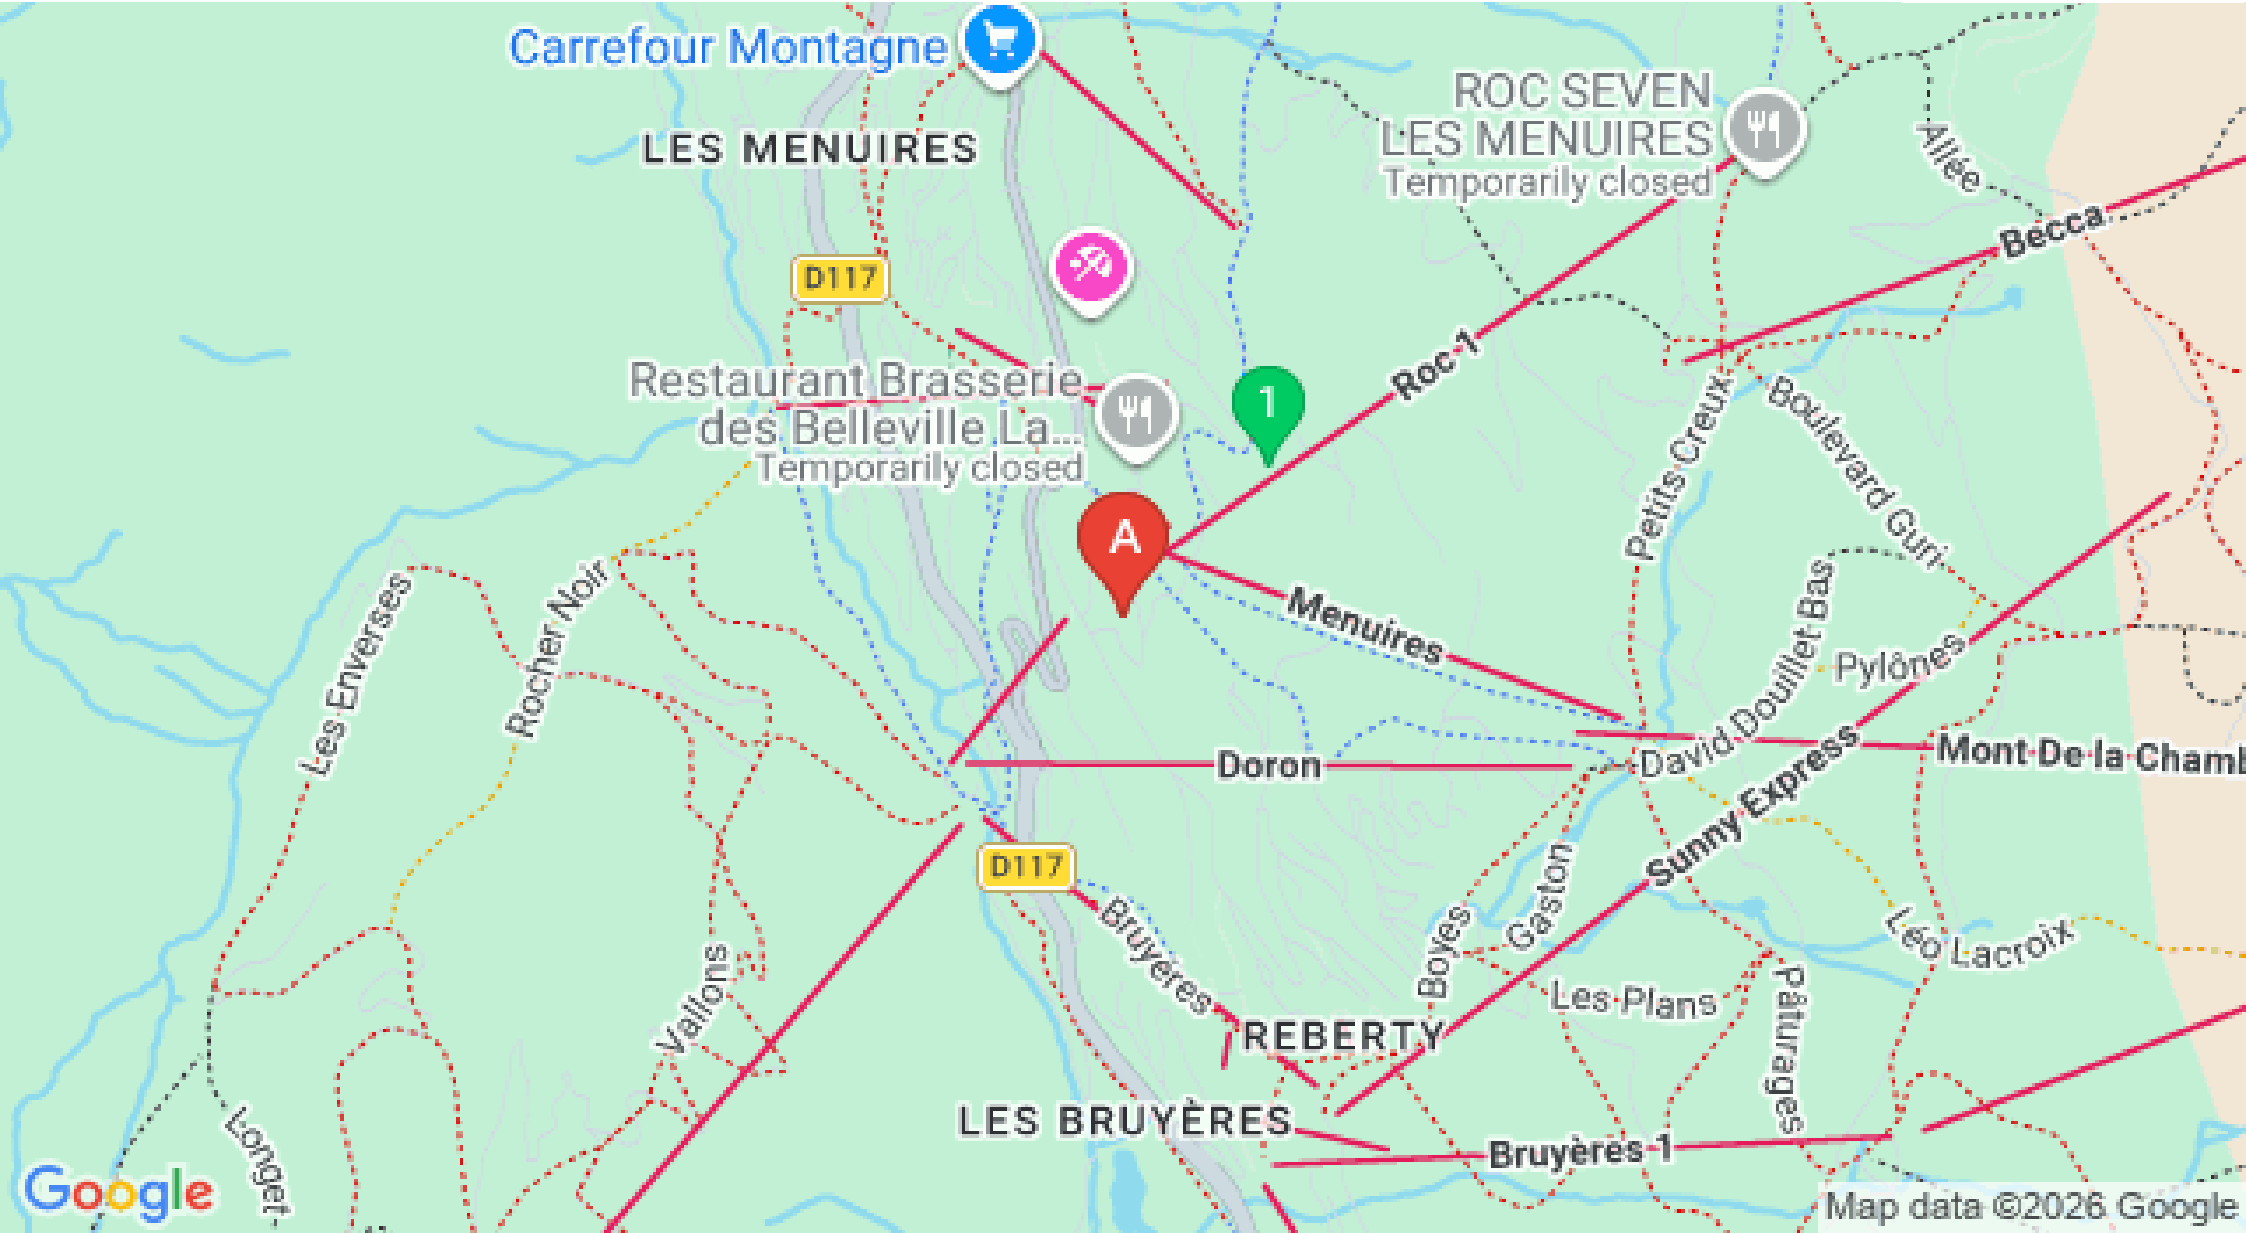 Carrefour Montagne
ROC SEVEN
LES MENUIRES
Temporarily closed
LES MENUIRES
Allée
Becca
D117
Roc 1
Restaurant Brasserie
des Belleville La...
Temporarily closed
1
Petits Creux
Boulevard Guri
A
Les Enverses
Rocher Noir
Menuires
David Douillet Bas
Pylônes
Doron
Mont De la Chamb
Sunny Express
D117
Bruyères
Boyes
Gaston
Léo Lacroix
Vallons
Les Plans
Pâturages
REBERTY
LES BRUYÈRES
Bruyères 1
Longet
Google
Map data ©2026 Google